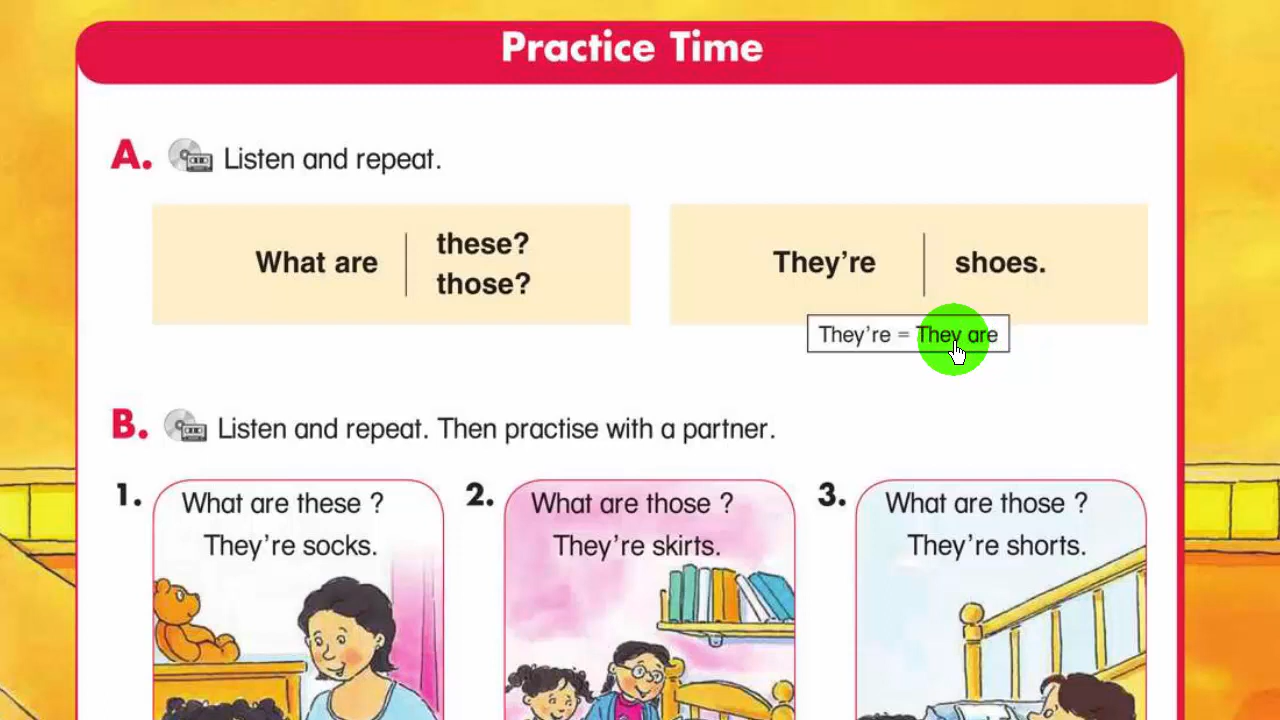 Practice Time
A. Listen and repeat.
What are
these?
those?
They're
shoes.
They're = They are
B. Listen and repeat. Then practise with a partner.
1.
What are these ?
They're socks.
2.
What are those ?
They're skirts.
3.
What are those ?
They're shorts.